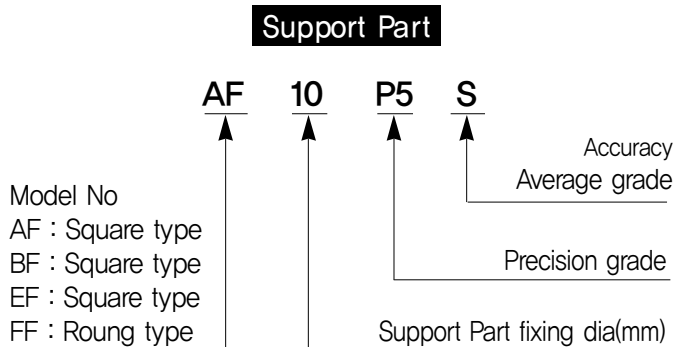 Support Part
AF 10 P5 S
Accuracy
Average grade
Model No
AF : Square type
BF : Square type
Precision grade
EF : Square type
FF : Roung type
Support Part fixing dia(mm)